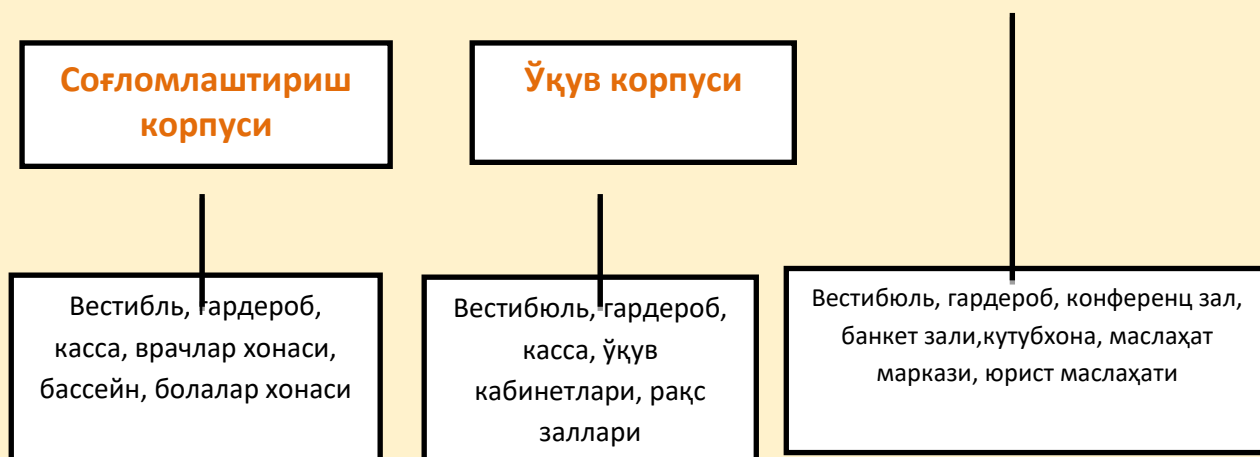 Соғломлаштириш
корпуси
Ўқув корпуси
Вестибль, гардероб,
касса, врачлар хонаси,
бассейн, болалар хонаси
Вестибюль, гардероб,
касса, ўқув
кабинетлари, рақс
заллари
Вестибюль, гардероб, конференц зал,
банкет зали,кутубхона, маслаҳат
маркази, юрист маслаҳати